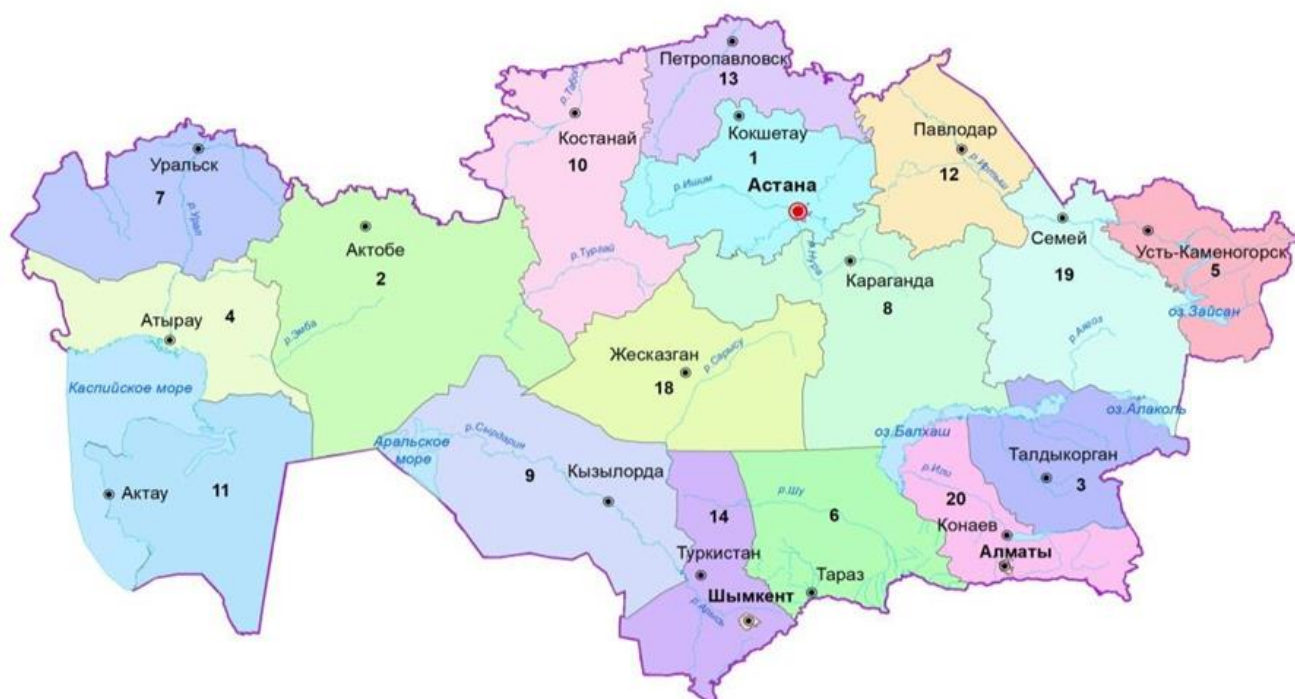 Петропавловск
13
р.Тобол
Костанай
10
Кокшетау
1
р.Ишим
Астана
Павлодар
12
р.Иртыш
Уральск
7
р.Урал
Актобе
2
р.Тургай
р.Нура
Караганда
8
Семей
19
Усть-Каменогорск
5
оз.Зайсан
Атырау
4
р.Эмба
Жесказган
18
р.Сарысу
р.Аягоз
Каспийское море
оз.Алаколь
оз.Балхаш
Аральское
море
р.Сырдария
9
Кызылорда
Талдыкорган
3
р.Или
20
Актау
11
14
р.Шу
6
Конаев
Алматы
Туркистан
Тараз
Шымкент
р.Арысь